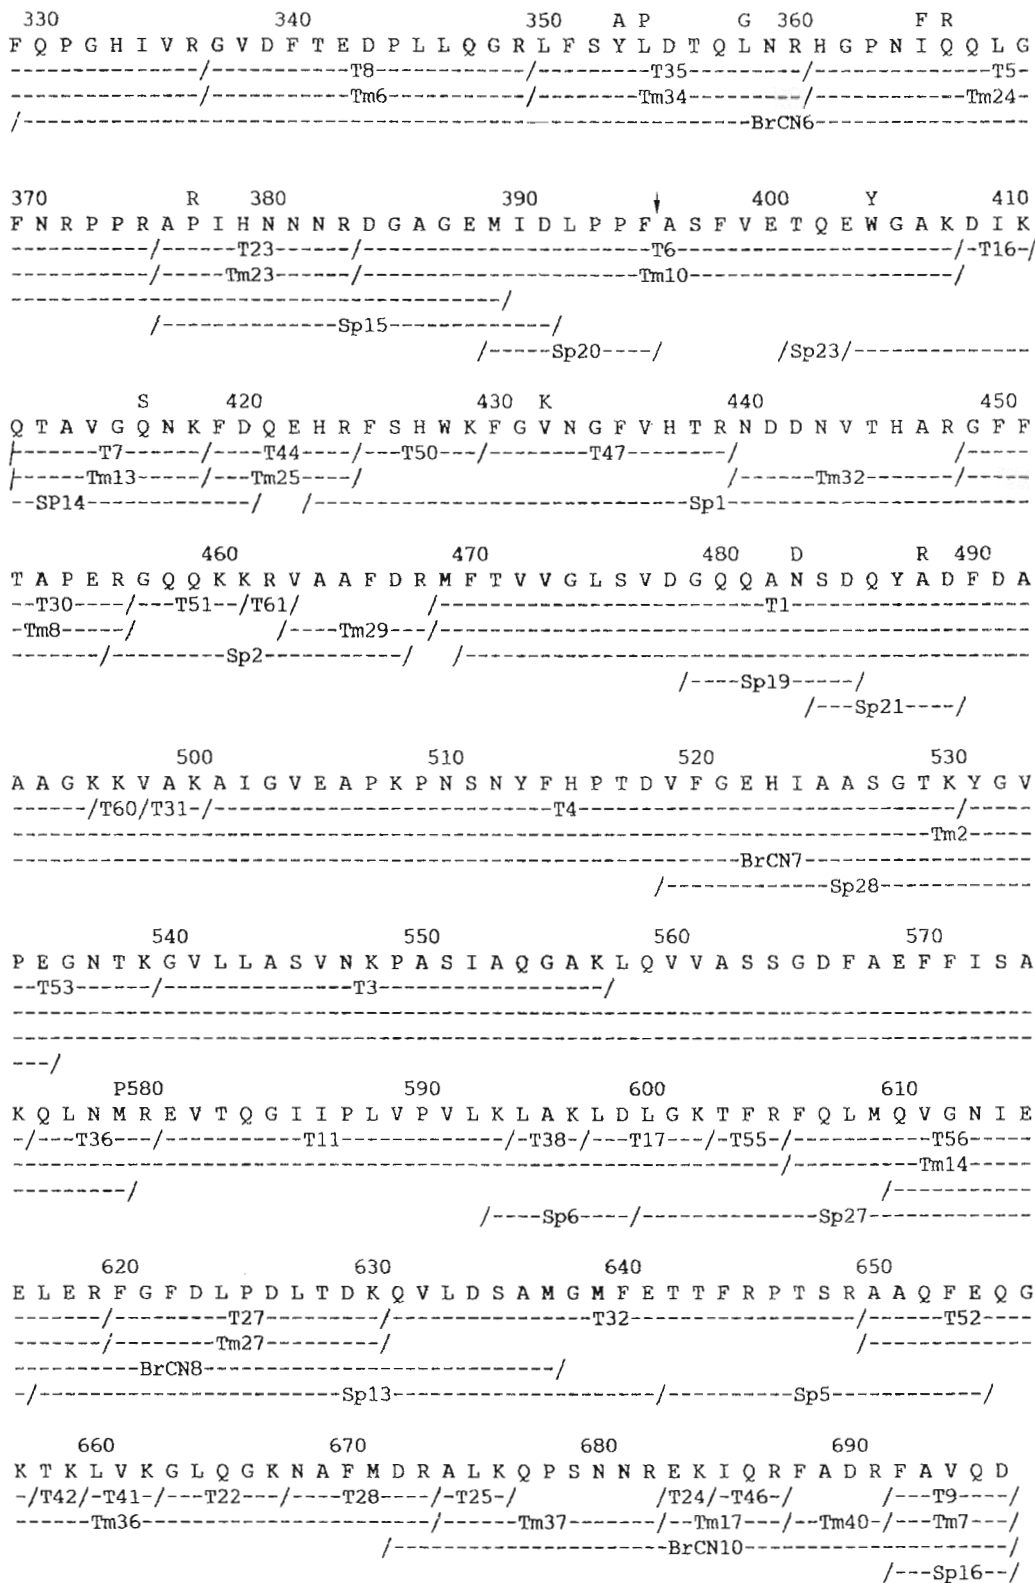 330 340 350 A P G 360 F R
F Q P G H I V R G V D F T E D P L L Q G R L F S Y L D T Q L N R H G P N I Q Q L G
---------------/------------T8------------/---------T35---------/--------------T5-
---------------/------------Tm6-----------/--------Tm34---------/------------Tm24-
/----------------------------------------------------------BrCN6------------------
370 R 380 390 ↓ 400 Y 410
F N R P P R A P I H N N N R D G A G E M I D L P P F A S F V E T Q E W G A K D I K
-----------/------T23------/-----------------------T6-----------------------/-T16-/
-----------/-----Tm23------/----------------------Tm10----------------------/
---------------------------------------/
/--------------Sp15-------------/
/-----Sp20----/ /Sp23/--------------
S 420 430 K 440 450
Q T A V G Q N K F D Q E H R F S H W K F G V N G F V H T R N D D N V T H A R G F F
/------T7-------/----T44----/---T50---/--------T47--------/ /-----
/-----Tm13------/---Tm25----/ /------Tm32-------/-----
--SP14--------------/ /------------------------------Sp1--------------------------
460 470 480 D R 490
T A P E R G Q Q K K R V A A F D R M F T V V G L S V D G Q Q A N S D Q Y A D F D A
--T30----/---T51---/T61/ /--------------------------T1--------------------
-Tm8-----/ /----Tm29---/------------------------------------------------
-------/---------Sp2--------------/ /---------------------------------------------
/----Sp19-----/
/---Sp21----/
500 510 520 530
A A G K K V A K A I G V E A P K P N S N Y F H P T D V F G E H I A A S G T K Y G V
------/T60/T31-/----------------------------T4--------------------------------/-----
--------------------------------------------------------------------------Tm2-----
----------------------------------------------------------BrCN7-------------------
/-------------Sp28------------
540 550 560 570
P E G N T K G V L L A S V N K P A S I A Q G A K L Q V V A S S G D F A E F F I S A
--T53------/---------------T3------------------/
----------------------------------------------------------------------------------
----------------------------------------------------------------------------------
---/
P580 590 600 610
K Q L N M R E V T Q G I I P L V P V L K L A K L D L G K T F R F Q L M Q V G N I E
-/---T36---/-----------T11-------------/-T38-/---T17---/-T55-/-----------T56------
-------------------------------------------------------------/----------Tm14------
---------/ /-----------
/----Sp6----/--------------Sp27-------------
620 630 640 650
E L E R F G F D L P D L T D K Q V L D S A M G M F E T T F R P T S R A A Q F E Q G
-------/---------T27---------/----------------T32--------------------/------T52---
-------/--------Tm27---------/ /-------------
----------BrCN8------------------------------/
-/------------------------Sp13-----------------------/----------Sp5------------/
660 670 680 690
K T K L V K G L Q G K N A F M D R A L K Q P S N N R E K I Q R F A D R F A V Q D
-/T42/-T41-/---T22---/----T28----/-T25-/ /T24/-T46-/ /---T9----/
------Tm36-----------------------/------Tm37-------/--Tm17---/--Tm40-/---Tm7---/
/----------------------BrCN10------------------------/
/---Sp16--/